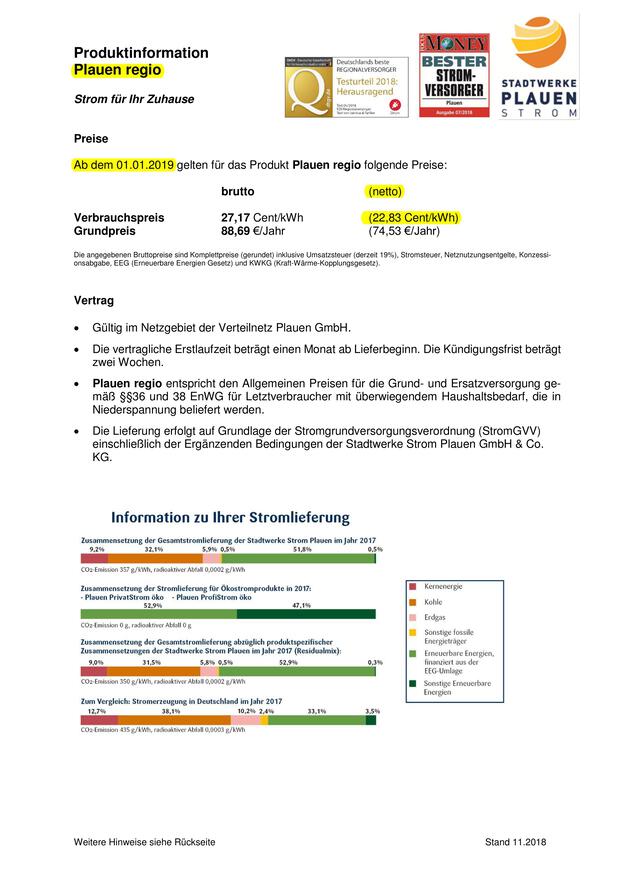 Produktinformation
Plauen regio
Strom für Ihr Zuhause
Deutschlands beste
REGIONALVERSORGER
Testurteil 2018:
Herausragend
MONEY
BESTER
STROM-
VERSORGER
Plauen
Ausgabe 07/2018
STADTWERKE
PLAUEN
STROM
Preise
Ab dem 01.01.2019 gelten für das Produkt Plauen regio folgende Preise:
brutto (netto)
Verbrauchspreis 27,17 Cent/kWh (22,83 Cent/kWh)
Grundpreis 88,69 €/Jahr (74,53 €/Jahr)
Die angegebenen Bruttopreise sind Komplettpreise (gerundet) inklusive Umsatzsteuer (derzeit 19%), Stromsteuer, Netznutzungsentgelte, Konzessi-
onsabgabe, EEG (Erneuerbare Energien Gesetz) und KWKG (Kraft-Wärme-Kopplungsgesetz).
Vertrag
• Gültig im Netzgebiet der Verteilnetz Plauen GmbH.
• Die vertragliche Erstlaufzeit beträgt einen Monat ab Lieferbeginn. Die Kündigungsfrist beträgt
zwei Wochen.
• Plauen regio entspricht den Allgemeinen Preisen für die Grund- und Ersatzversorgung ge-
mäß §§36 und 38 EnWG für Letztverbraucher mit überwiegendem Haushaltsbedarf, die in
Niederspannung beliefert werden.
• Die Lieferung erfolgt auf Grundlage der Stromgrundversorgungsverordnung (StromGVV)
einschließlich der Ergänzenden Bedingungen der Stadtwerke Strom Plauen GmbH & Co.
KG.
Information zu Ihrer Stromlieferung
Zusammensetzung der Gesamtstromlieferung der Stadtwerke Strom Plauen im Jahr 2017
9,2% 32,1% 5,9% 0,5% 51,8% 0,5%
CO2-Emission 357 g/kWh, radioaktiver Abfall 0,0002 g/kWh
Zusammensetzung der Stromlieferung für Ökostromprodukte in 2017:
- Plauen PrivatStrom öko - Plauen ProfiStrom öko
52,9% 47,1%
CO2-Emission 0 g, radioaktiver Abfall 0 g
Zusammensetzung der Gesamtstromlieferung abzüglich produktspezifischer
Zusammensetzungen der Stadtwerke Strom Plauen im Jahr 2017 (Residualmix):
9,0% 31,5% 5,8% 0,5% 52,9% 0,3%
CO2-Emission 350 g/kWh, radioaktiver Abfall 0,0002 g/kWh
Zum Vergleich: Stromerzeugung in Deutschland im Jahr 2017
12,7% 38,1% 10,2% 2,4% 33,1% 3,5%
CO2-Emission 435 g/kWh, radioaktiver Abfall 0,0003 g/kWh
Kernenergie
Kohle
Erdgas
Sonstige fossile
Energieträger
Erneuerbare Energien,
finanziert aus der
EEG-Umlage
Sonstige Erneuerbare
Energien
Weitere Hinweise siehe Rückseite Stand 11.2018